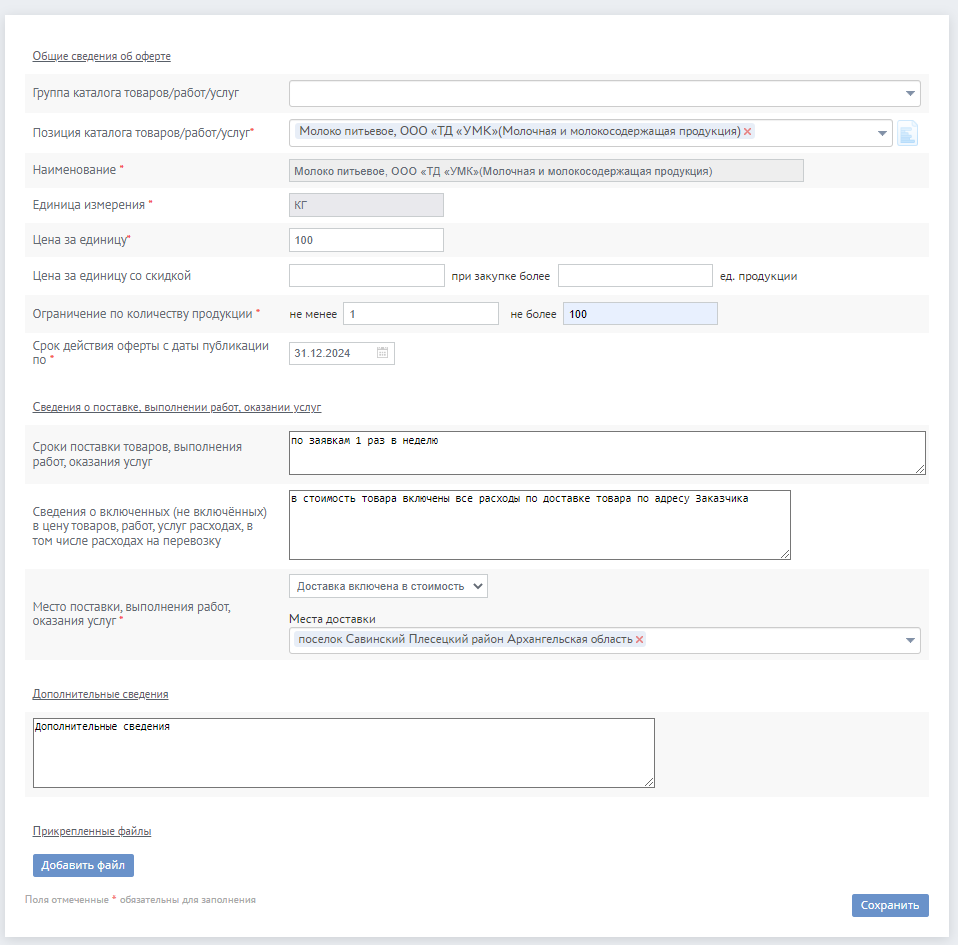 Общие сведения об оферте
Группа каталога товаров/работ/услуг
Позиция каталога товаров/работ/услуг*
Молоко питьевое, ООО «ТД «УМК»(Молочная и молокосодержащая продукция)
Наименование *
Молоко питьевое, ООО «ТД «УМК»(Молочная и молокосодержащая продукция)
Единица измерения *
КГ
Цена за единицу*
100
Цена за единицу со скидкой
при закупке более
ед. продукции
Ограничение по количеству продукции *
не менее 1
не более 100
Срок действия оферты с даты публикации
по *
31.12.2024
Сведения о поставке, выполнении работ, оказании услуг
Сроки поставки товаров, выполнения
работ, оказания услуг
по заявкам 1 раз в неделю
Сведения о включенных (не включённых)
в цену товаров, работ, услуг расходах, в
том числе расходах на перевозку
в стоимость товара включены все расходы по доставке товара по адресу Заказчика
Место поставки, выполнения работ,
оказания услуг *
Доставка включена в стоимость
Места доставки
поселок Савинский Плесецкий район Архангельская область
Дополнительные сведения
Дополнительные сведения
Прикрепленные файлы
Добавить файл
Поля отмеченные * обязательны для заполнения
Сохранить